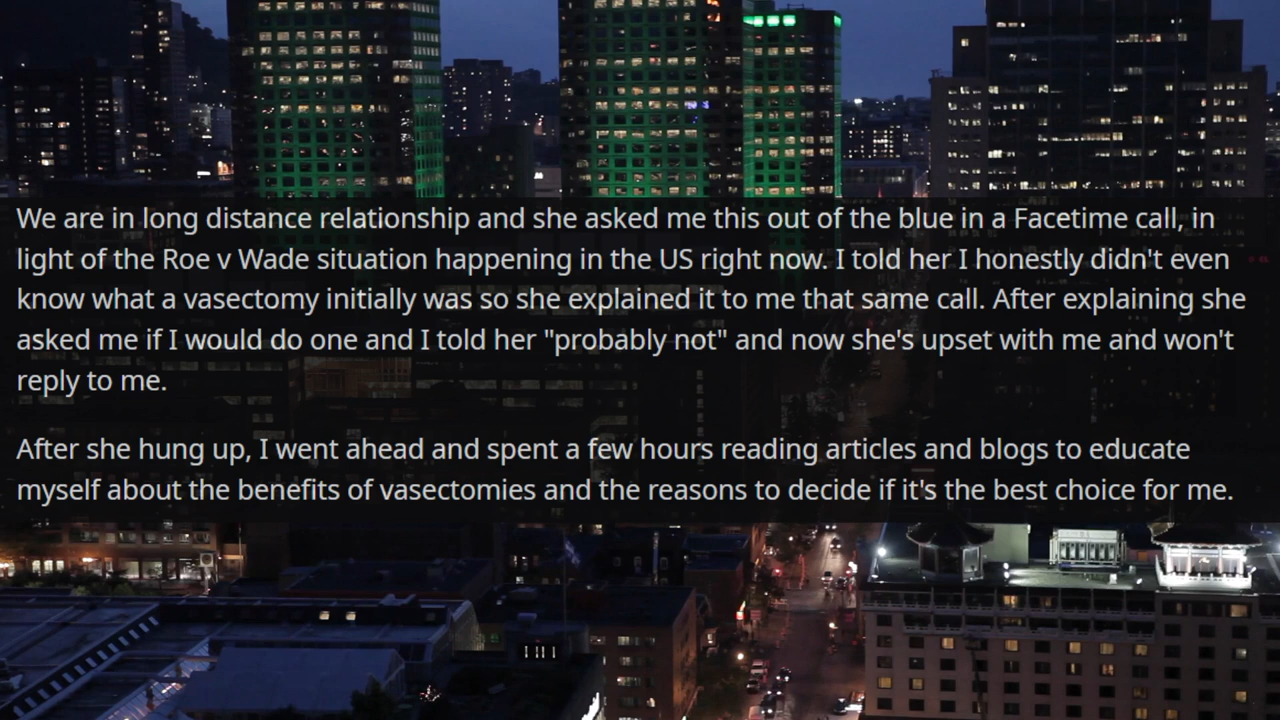 We are in long distance relationship and she asked me this out of the blue in a Facetime call, in
light of the Roe v Wade situation happening in the US right now. I told her I honestly didn't even
know what a vasectomy initially was so she explained it to me that same call. After explaining she
asked me if I would do one and I told her "probably not" and now she's upset with me and won't
reply to me.
After she hung up, I went ahead and spent a few hours reading articles and blogs to educate
myself about the benefits of vasectomies and the reasons to decide if it's the best choice for me.